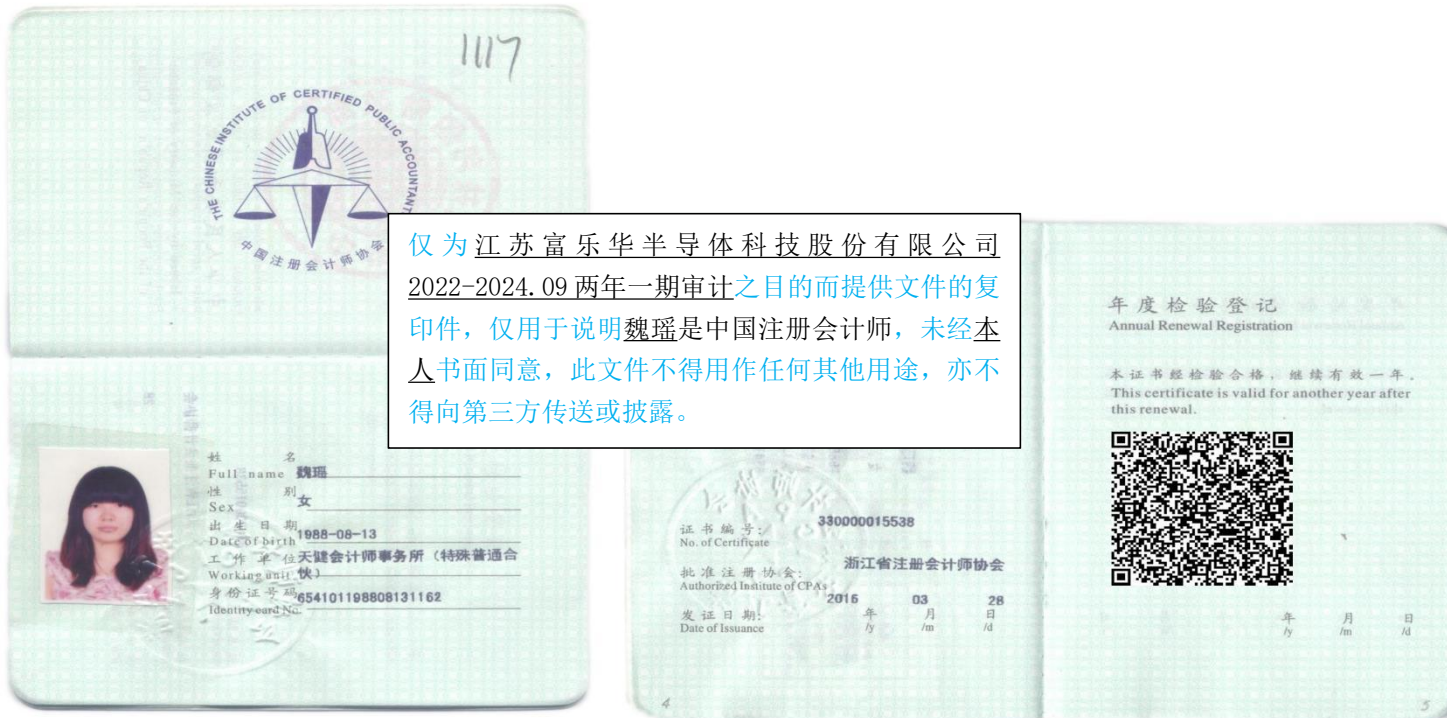 1117
THE CHINESE INSTITUTE OF CERTIFIED PUBLIC ACCOUNTANT
中国注册会计师协会
仅为江苏富乐华半导体科技股份有限公司
2022-2024.09两年一期审计之目的而提供文件的复
印件，仅用于说明魏瑶是中国注册会计师，未经本
人书面同意，此文件不得用作任何其他用途，亦不
得向第三方传送或披露。
姓 名
Full name 魏瑶
性 别
Sex 女
出生日期
Date of birth 1988-08-13
工作单位 天健会计师事务所（特殊普通合
Working unit 伙）
身份证号码 654101198808131162
Identity card No.
证书编号: 330000015538
No. of Certificate
批准注册协会: 浙江省注册会计师协会
Authorized Institute of CPAs
发证日期: 2016 年 03 月 28 日
Date of Issuance /y /m /d
4
年度检验登记
Annual Renewal Registration
本证书经检验合格，继续有效一年。
This certificate is valid for another year after
this renewal.
年 月 日
/y /m /d
5